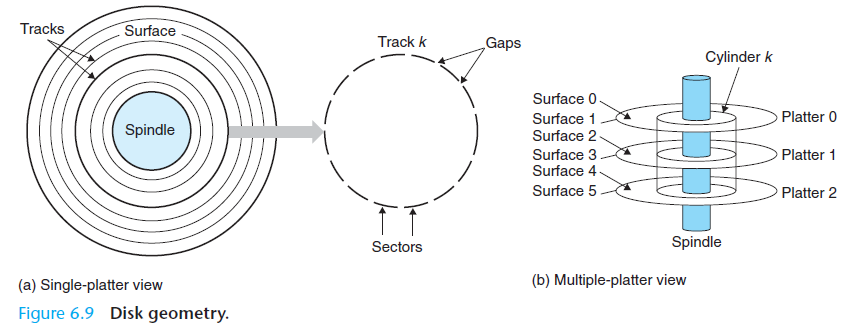 Tracks
Surface
Spindle
Track k
Gaps
Sectors
(a) Single-platter view
Cylinder k
Surface 0
Surface 1
Surface 2
Surface 3
Surface 4
Surface 5
Platter 0
Platter 1
Platter 2
Spindle
(b) Multiple-platter view
Figure 6.9 Disk geometry.